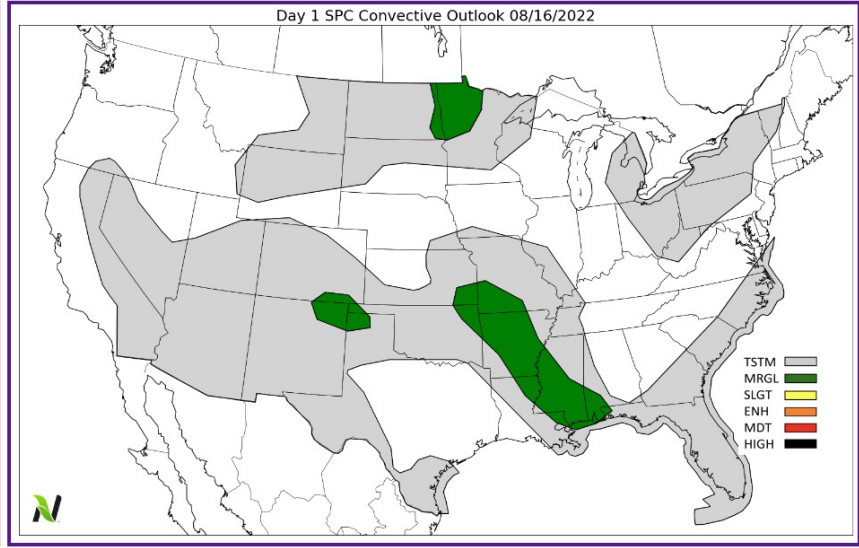 Day 1 SPC Convective Outlook 08/16/2022
TSTM
MRGL
SLGT
ENH
MDT
HIGH